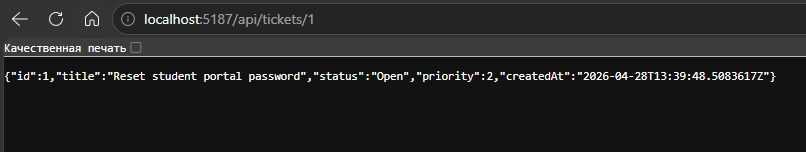 localhost:5187/api/tickets/1
Качественная печать
{"id":1,"title":"Reset student portal password","status":"Open","priority":2,"createdAt":"2026-04-28T13:39:48.5083617Z"}